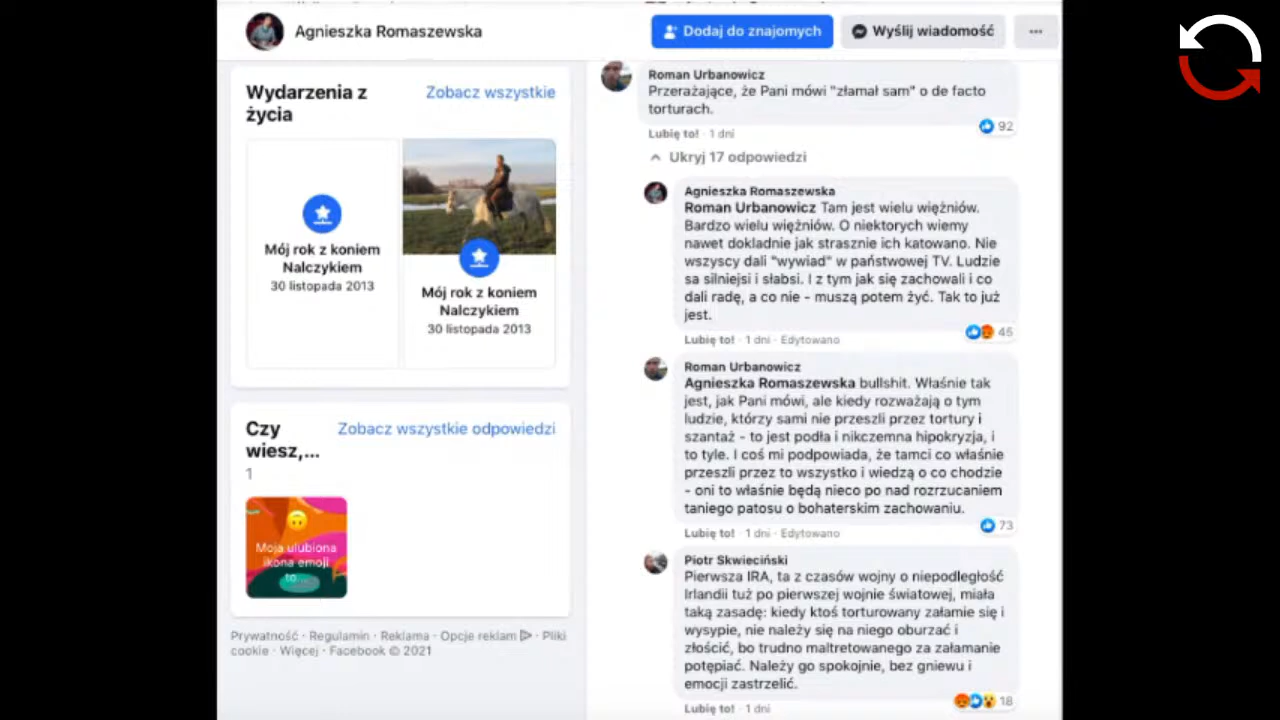 Agnieszka Romaszewska
Dodaj do znajomych
Wyślij wiadomość
Wydarzenia z
życia
Zobacz wszystkie
Mój rok z koniem
Nalczykiem
30 listopada 2013
Mój rok z koniem
Nalczykiem
30 listopada 2013
Czy
wiesz,...
Zobacz wszystkie odpowiedzi
1
Moja ulubiona
ikona emoji
to...
Prywatność · Regulamin · Reklama · Opcje reklam · Pliki
cookie · Więcej · Facebook © 2021
Roman Urbanowicz
Przerażające, że Pani mówi "złamał sam" o de facto
torturach.
92
Lubię to! · 1 dni
Ukryj 17 odpowiedzi
Agnieszka Romaszewska
Roman Urbanowicz Tam jest wielu więżniów.
Bardzo wielu więżniów. O niektorych wiemy
nawet dokladnie jak strasznie ich katowano. Nie
wszyscy dali "wywiad" w państwowej TV. Ludzie
sa silniejsi i słabsi. I z tym jak się zachowali i co
dali radę, a co nie - muszą potem żyć. Tak to już
jest.
45
Lubię to! · 1 dni · Edytowano
Roman Urbanowicz
Agnieszka Romaszewska bullshit. Właśnie tak
jest, jak Pani mówi, ale kiedy rozważają o tym
ludzie, którzy sami nie przeszli przez tortury i
szantaż - to jest podła i nikczemna hipokryzja, i
to tyle. I coś mi podpowiada, że tamci co właśnie
przeszli przez to wszystko i wiedzą o co chodzie
- oni to właśnie będą nieco po nad rozrzucaniem
taniego patosu o bohaterskim zachowaniu.
73
Lubię to! · 1 dni · Edytowano
Piotr Skwieciński
Pierwsza IRA, ta z czasów wojny o niepodległość
Irlandii tuż po pierwszej wojnie światowej, miała
taką zasadę: kiedy ktoś torturowany załamie się i
wysypie, nie należy się na niego oburzać i
złościć, bo trudno maltretowanego za załamanie
potępiać. Należy go spokojnie, bez gniewu i
emocji zastrzelić.
18
Lubię to! · 1 dni